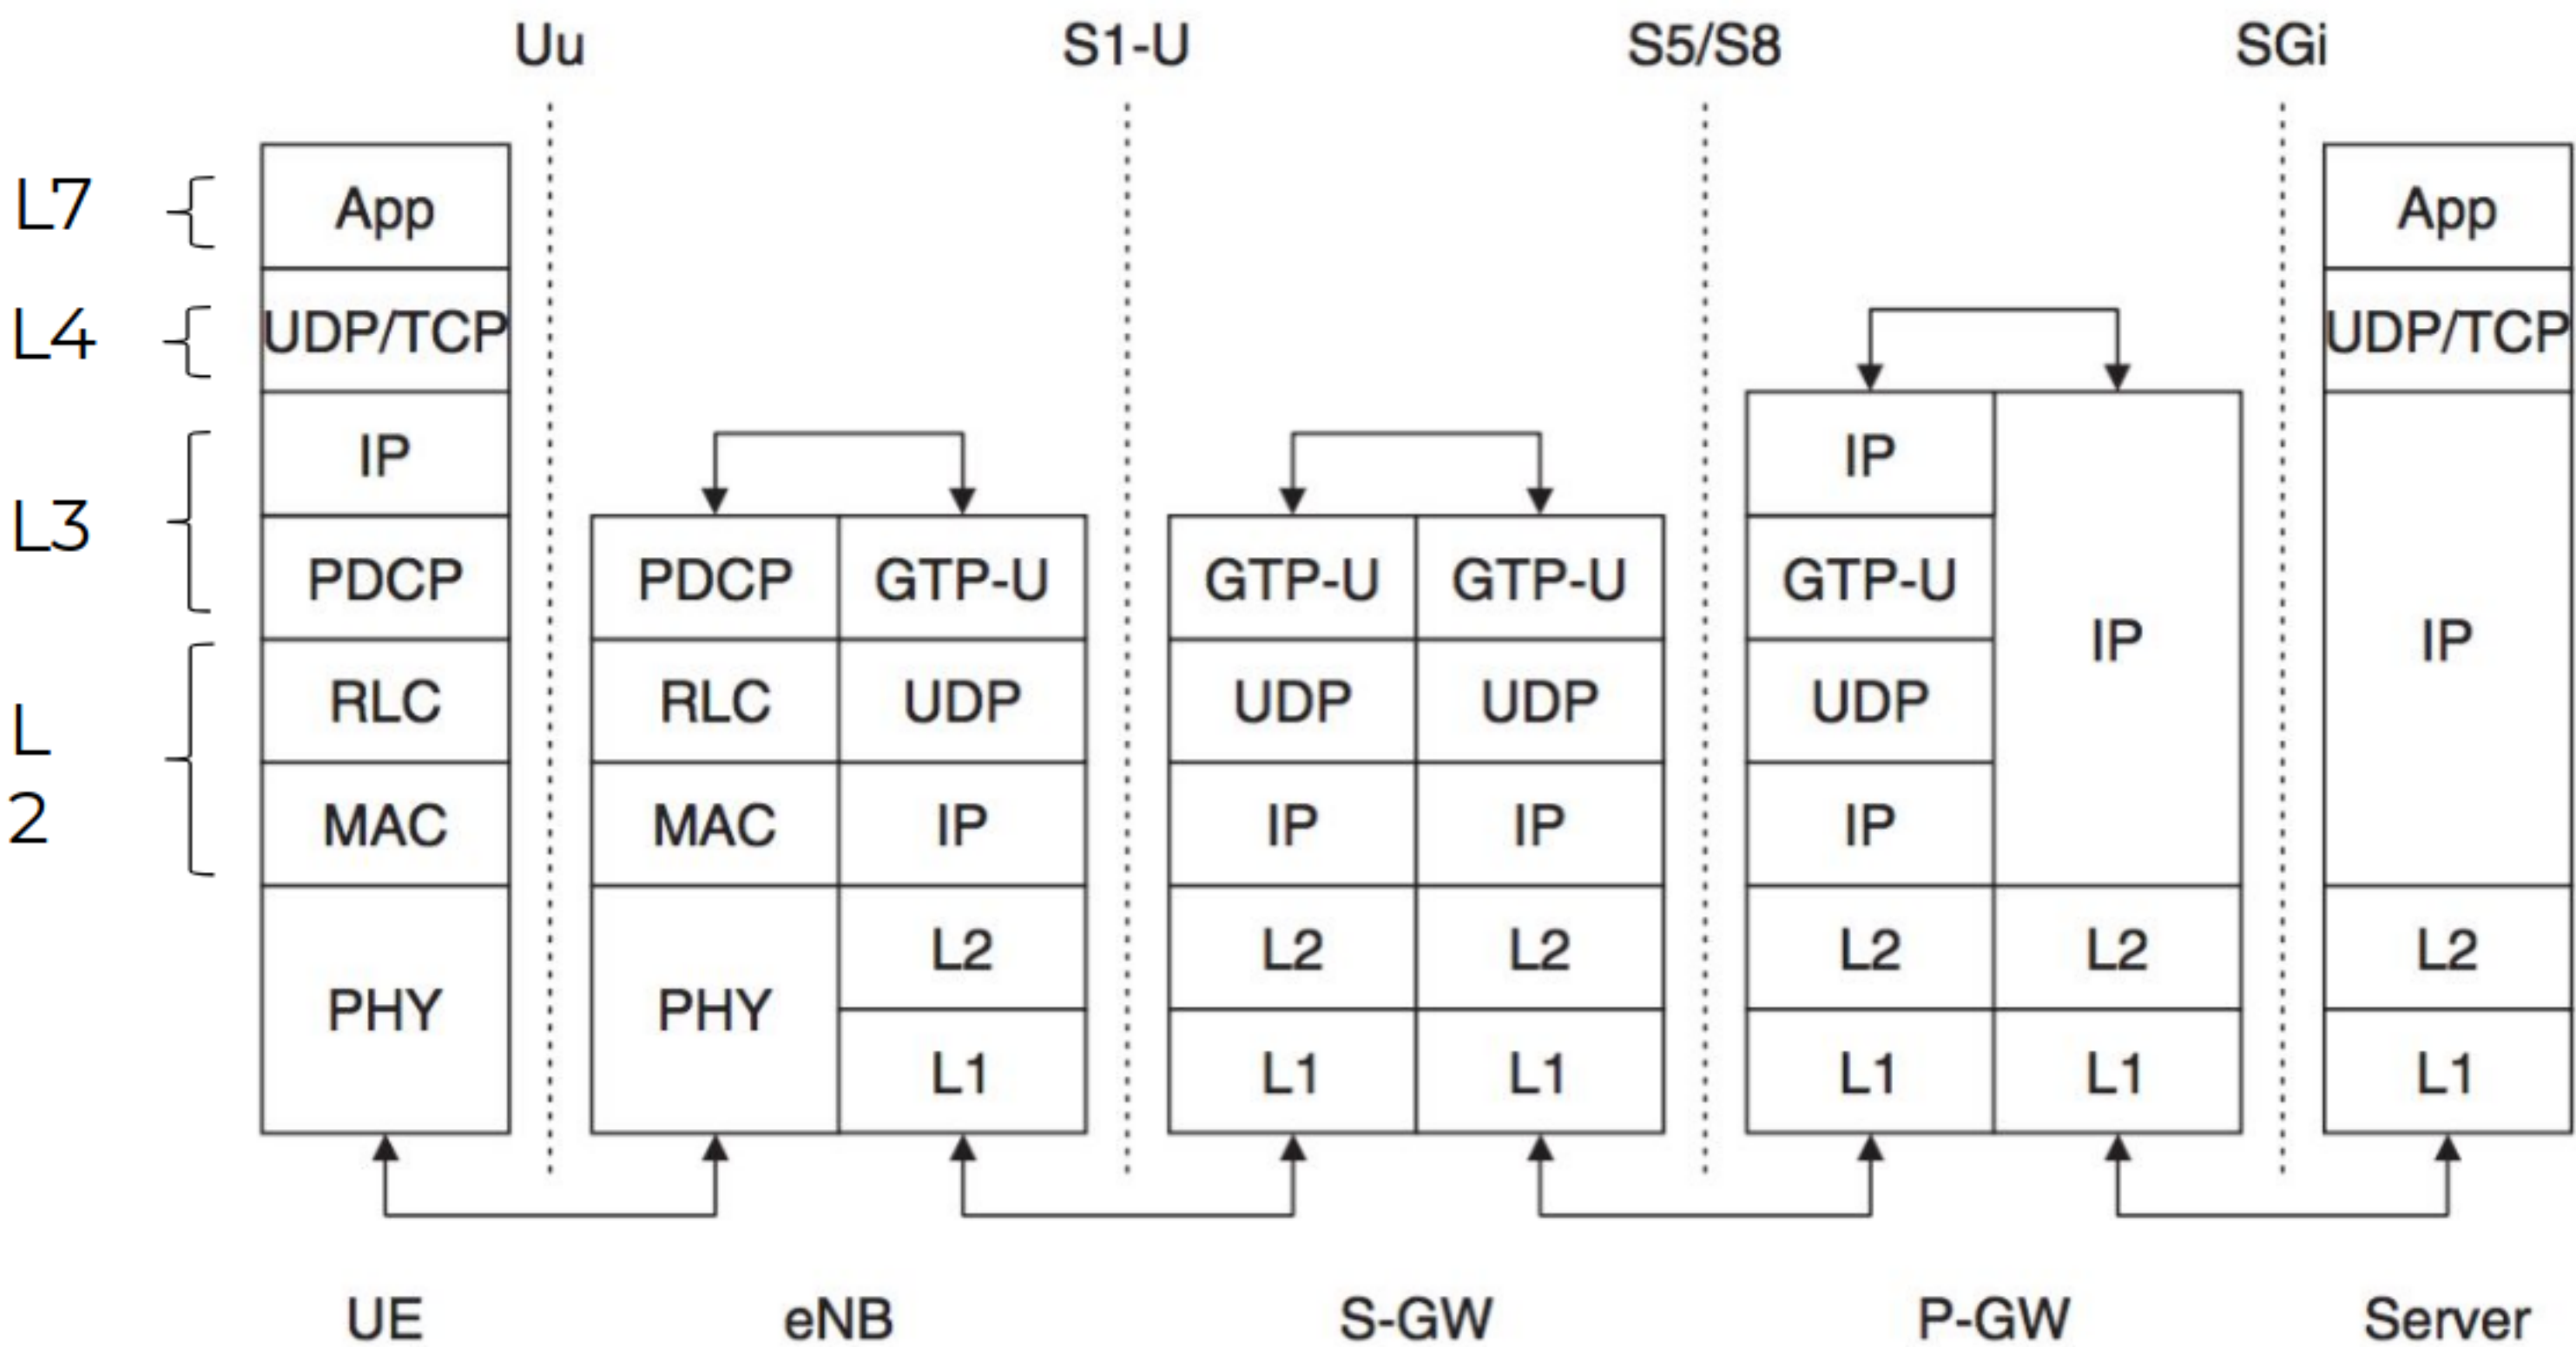 Uu S1-U S5/S8 SGi
L7 App App
L4 UDP/TCP UDP/TCP
IP IP
L3
PDCP PDCP GTP-U GTP-U GTP-U GTP-U IP IP
RLC RLC UDP UDP UDP UDP
L
2
MAC MAC IP IP IP IP
L2 L2 L2 L2 L2 L2
PHY PHY
L1 L1 L1 L1 L1 L1
UE eNB S-GW P-GW Server